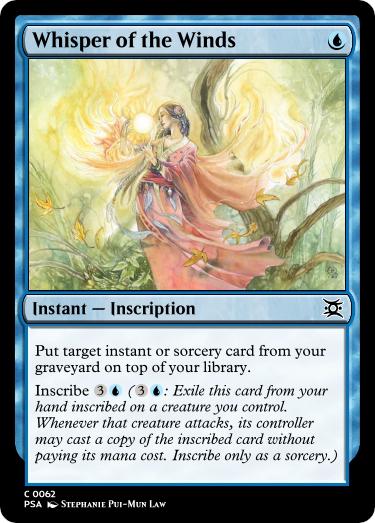 Whisper of the Winds
Instant — Inscription
Put target instant or sorcery card from your
graveyard on top of your library.
Inscribe 3 (3: Exile this card from your
hand inscribed on a creature you control.
Whenever that creature attacks, its controller
may cast a copy of the inscribed card without
paying its mana cost. Inscribe only as a sorcery.)
C 0062
PSA Stephanie Pui-Mun Law